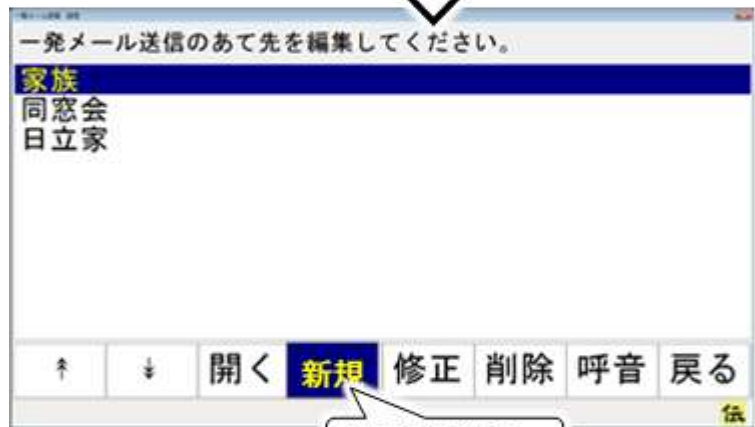 一発メール送信のあて先を編集してください。
家族
同窓会
日立家
開く 新規 修正 削除 呼音 戻る
伝